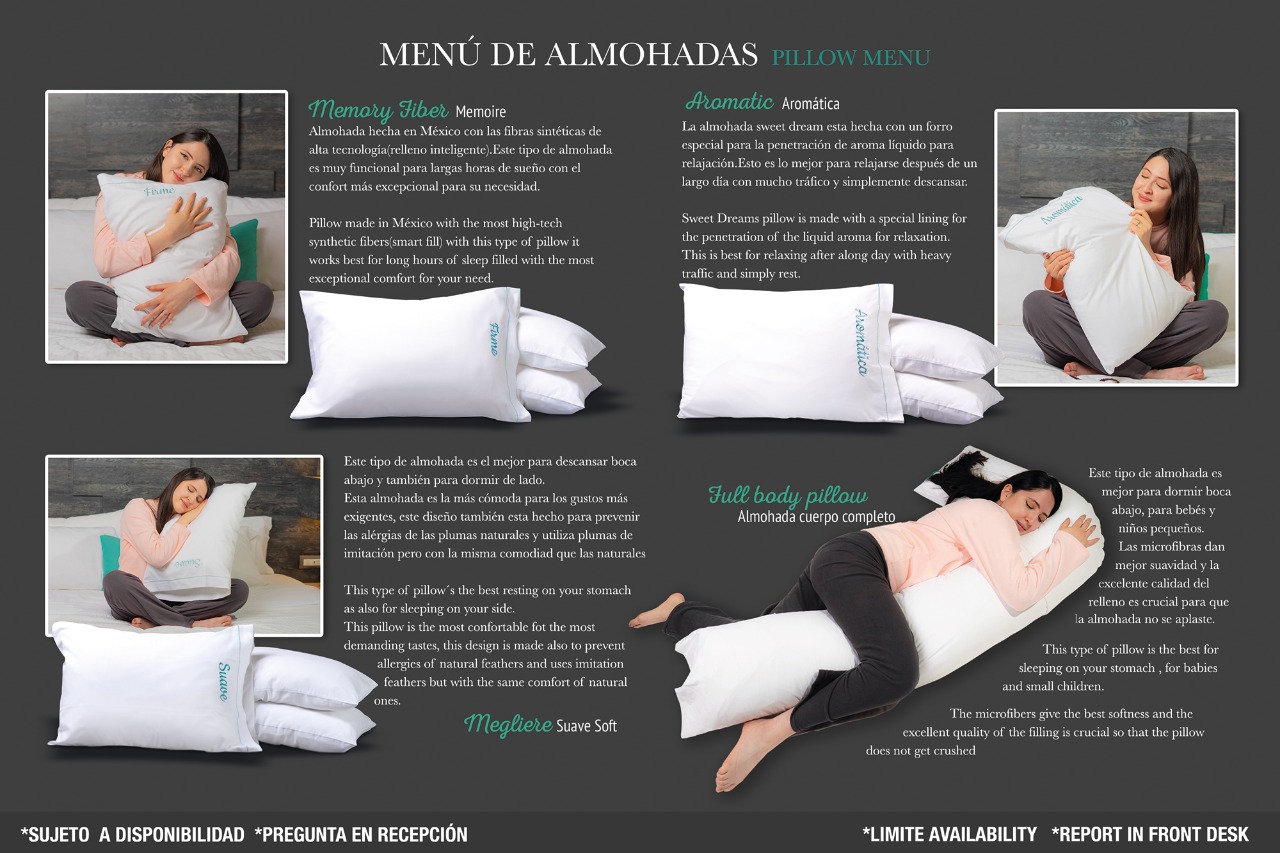 MENÚ DE ALMOHADAS PILLOW MENU
Memory Fiber Memoire
Almohada hecha en México con las fibras sintéticas de
alta tecnología(relleno inteligente).Este tipo de almohada
es muy funcional para largas horas de sueño con el
confort más excepcional para su necesidad.
Pillow made in México with the most high-tech
synthetic fibers(smart fill) with this type of pillow it
works best for long hours of sleep filled with the most
exceptional comfort for your need.
Firme
Firme
Aromatic Aromática
La almohada sweet dream esta hecha con un forro
especial para la penetración de aroma líquido para
relajación.Esto es lo mejor para relajarse después de un
largo día con mucho tráfico y simplemente descansar.
Sweet Dreams pillow is made with a special lining for
the penetration of the liquid aroma for relaxation.
This is best for relaxing after along day with heavy
traffic and simply rest.
Aromática
Aromática
Este tipo de almohada es el mejor para descansar boca
abajo y también para dormir de lado.
Esta almohada es la más cómoda para los gustos más
exigentes, este diseño también esta hecho para prevenir
las alérgias de las plumas naturales y utiliza plumas de
imitación pero con la misma comodiad que las naturales
This type of pillow´s the best resting on your stomach
as also for sleeping on your side.
This pillow is the most confortable fot the most
demanding tastes, this design is made also to prevent
allergies of natural feathers and uses imitation
feathers but with the same comfort of natural
ones.
Suave
Suave
Megliere Suave Soft
Full body pillow
Almohada cuerpo completo
Este tipo de almohada es
mejor para dormir boca
abajo, para bebés y
niños pequeños.
Las microfibras dan
mejor suavidad y la
excelente calidad del
relleno es crucial para que
la almohada no se aplaste.
This type of pillow is the best for
sleeping on your stomach , for babies
and small children.
The microfibers give the best softness and the
excellent quality of the filling is crucial so that the pillow
does not get crushed
*SUJETO A DISPONIBILIDAD *PREGUNTA EN RECEPCIÓN
*LIMITE AVAILABILITY *REPORT IN FRONT DESK